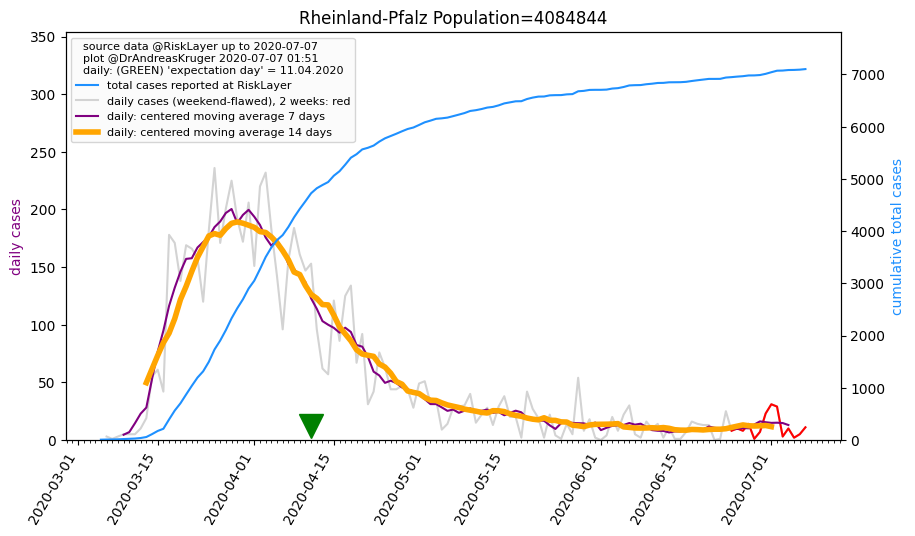 Rheinland-Pfalz Population=4084844
source data @RiskLayer up to 2020-07-07
plot @DrAndreasKruger 2020-07-07 01:51
daily: (GREEN) 'expectation day' = 11.04.2020
total cases reported at RiskLayer
daily cases (weekend-flawed), 2 weeks: red
daily: centered moving average 7 days
daily: centered moving average 14 days
daily cases
350
300
250
200
150
100
50
0
7000
6000
5000
4000
3000
2000
1000
0
cumulative total cases
2020-03-01
2020-03-15
2020-04-01
2020-04-15
2020-05-01
2020-05-15
2020-06-01
2020-06-15
2020-07-01